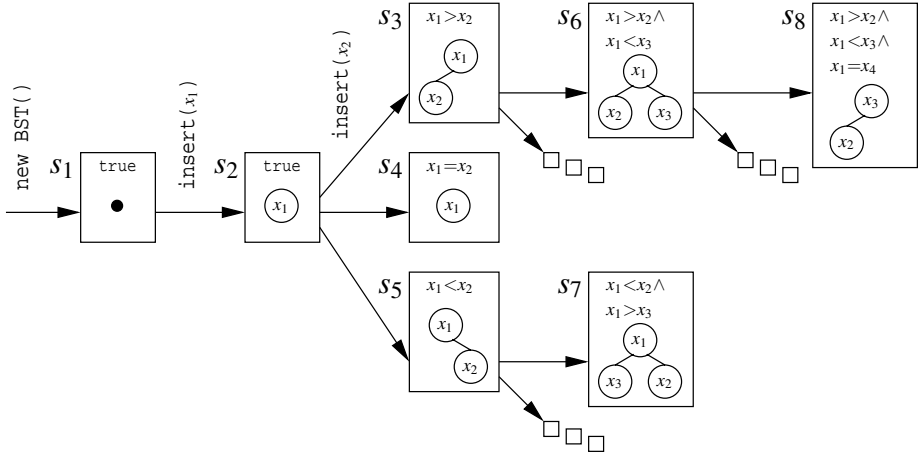 new BST()
s1
true
insert(x1)
s2
true
x1
insert(x2)
s3
x1>x2
x1
x2
s4
x1=x2
x1
s5
x1<x2
x1
x2
s6
x1>x2∧
x1<x3
x1
x2
x3
s7
x1<x2∧
x1>x3
x1
x3
x2
s8
x1>x2∧
x1<x3∧
x1=x4
x3
x2